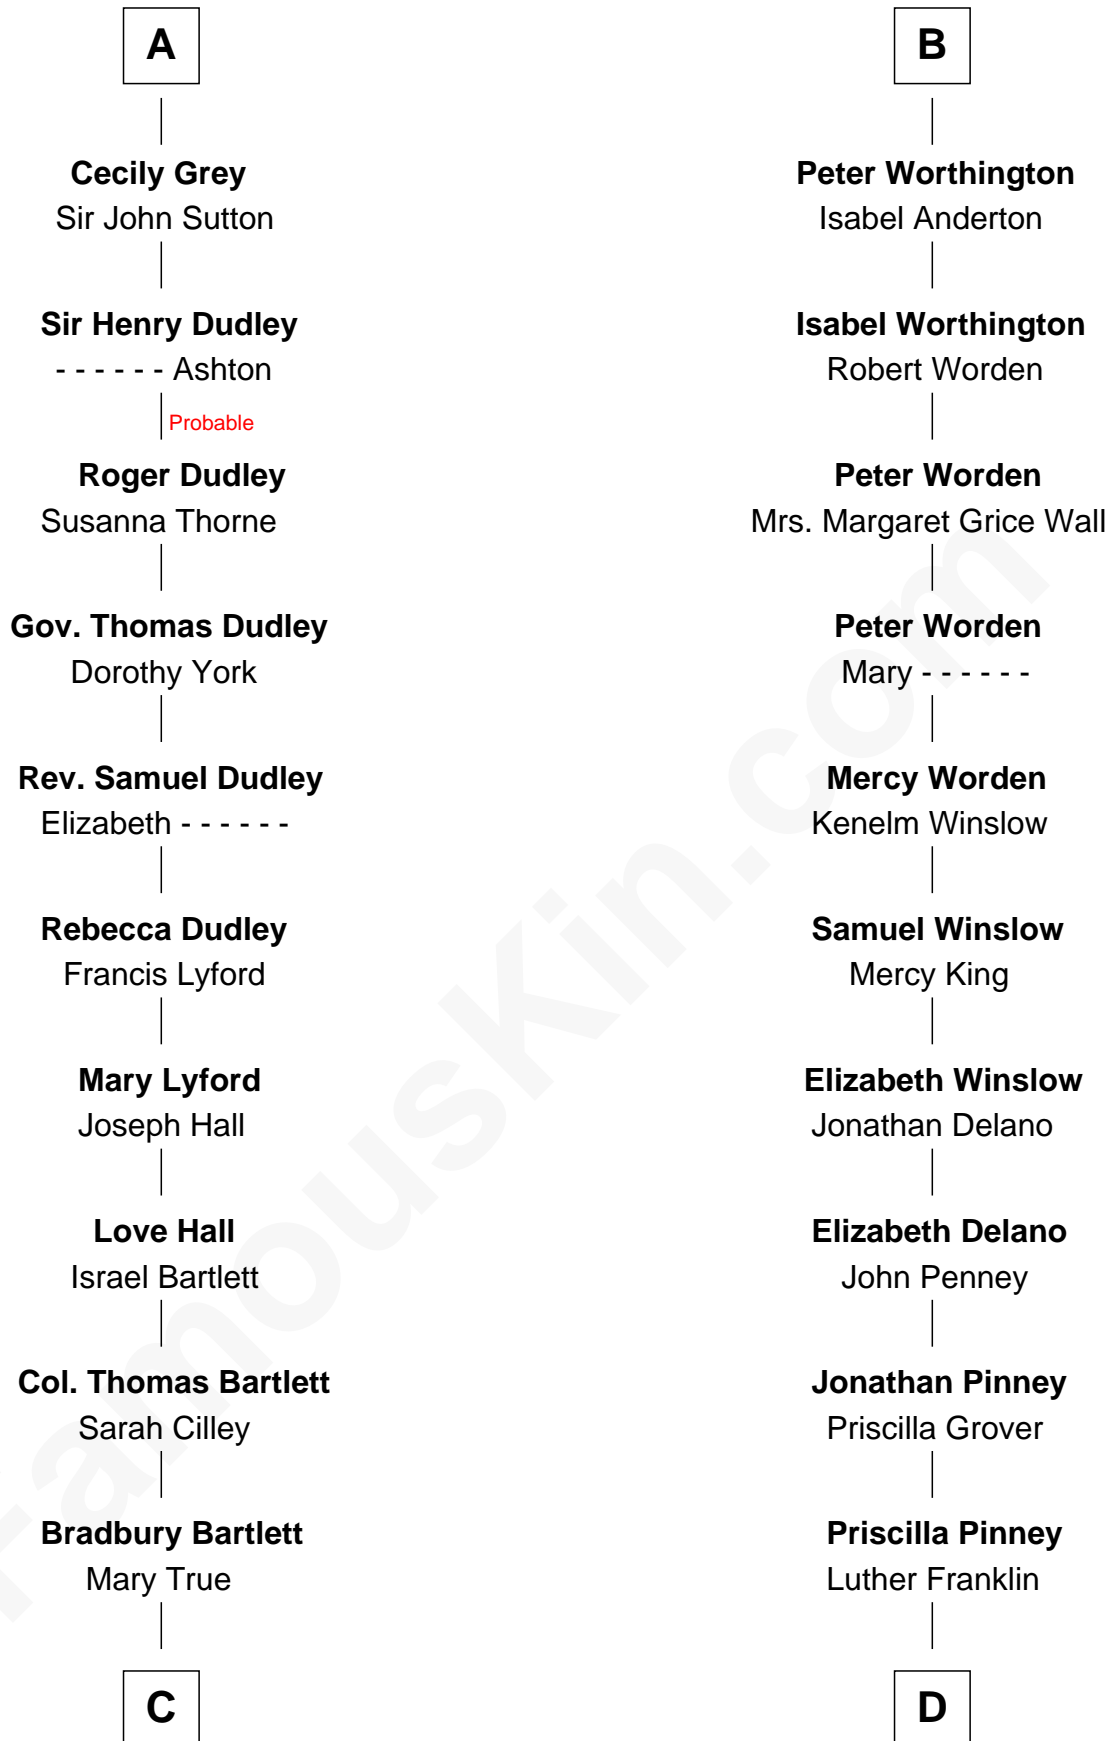 A
Cecily Grey
Sir John Sutton
Sir Henry Dudley
- - - - - - Ashton
Probable
Roger Dudley
Susanna Thorne
Gov. Thomas Dudley
Dorothy York
Rev. Samuel Dudley
Elizabeth - - - - - -
Rebecca Dudley
Francis Lyford
Mary Lyford
Joseph Hall
Love Hall
Israel Bartlett
Col. Thomas Bartlett
Sarah Cilley
Bradbury Bartlett
Mary True
C
B
Peter Worthington
Isabel Anderton
Isabel Worthington
Robert Worden
Peter Worden
Mrs. Margaret Grice Wall
Peter Worden
Mary - - - - - -
Mercy Worden
Kenelm Winslow
Samuel Winslow
Mercy King
Elizabeth Winslow
Jonathan Delano
Elizabeth Delano
John Penney
Jonathan Pinney
Priscilla Grover
Priscilla Pinney
Luther Franklin
D
FamousKin.com